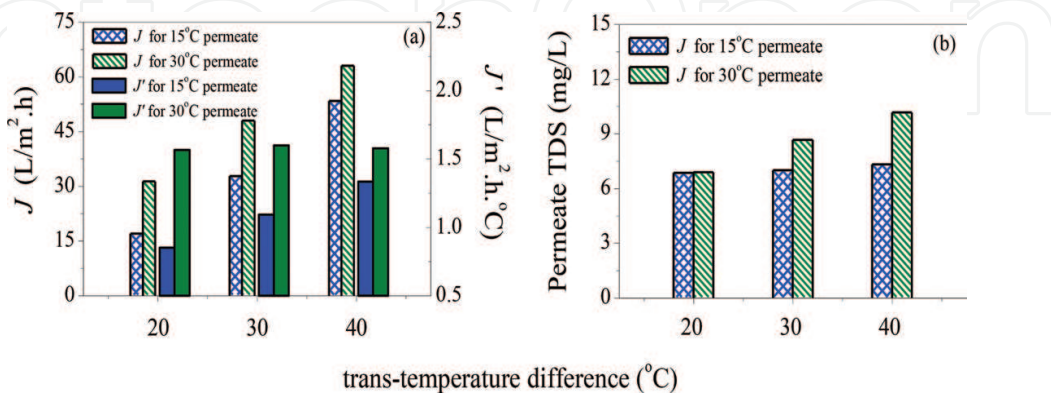 (a)
J for 15°C permeate
J for 30°C permeate
J' for 15°C permeate
J' for 30°C permeate
75
60
45
30
15
0
J (L/m².h)
2.5
2.0
1.5
1.0
0.5
J' (L/m².h.°C)
20 30 40
(b)
J for 15°C permeate
J for 30°C permeate
15
12
9
6
3
0
Permeate TDS (mg/L)
20 30 40
trans-temperature difference (°C)